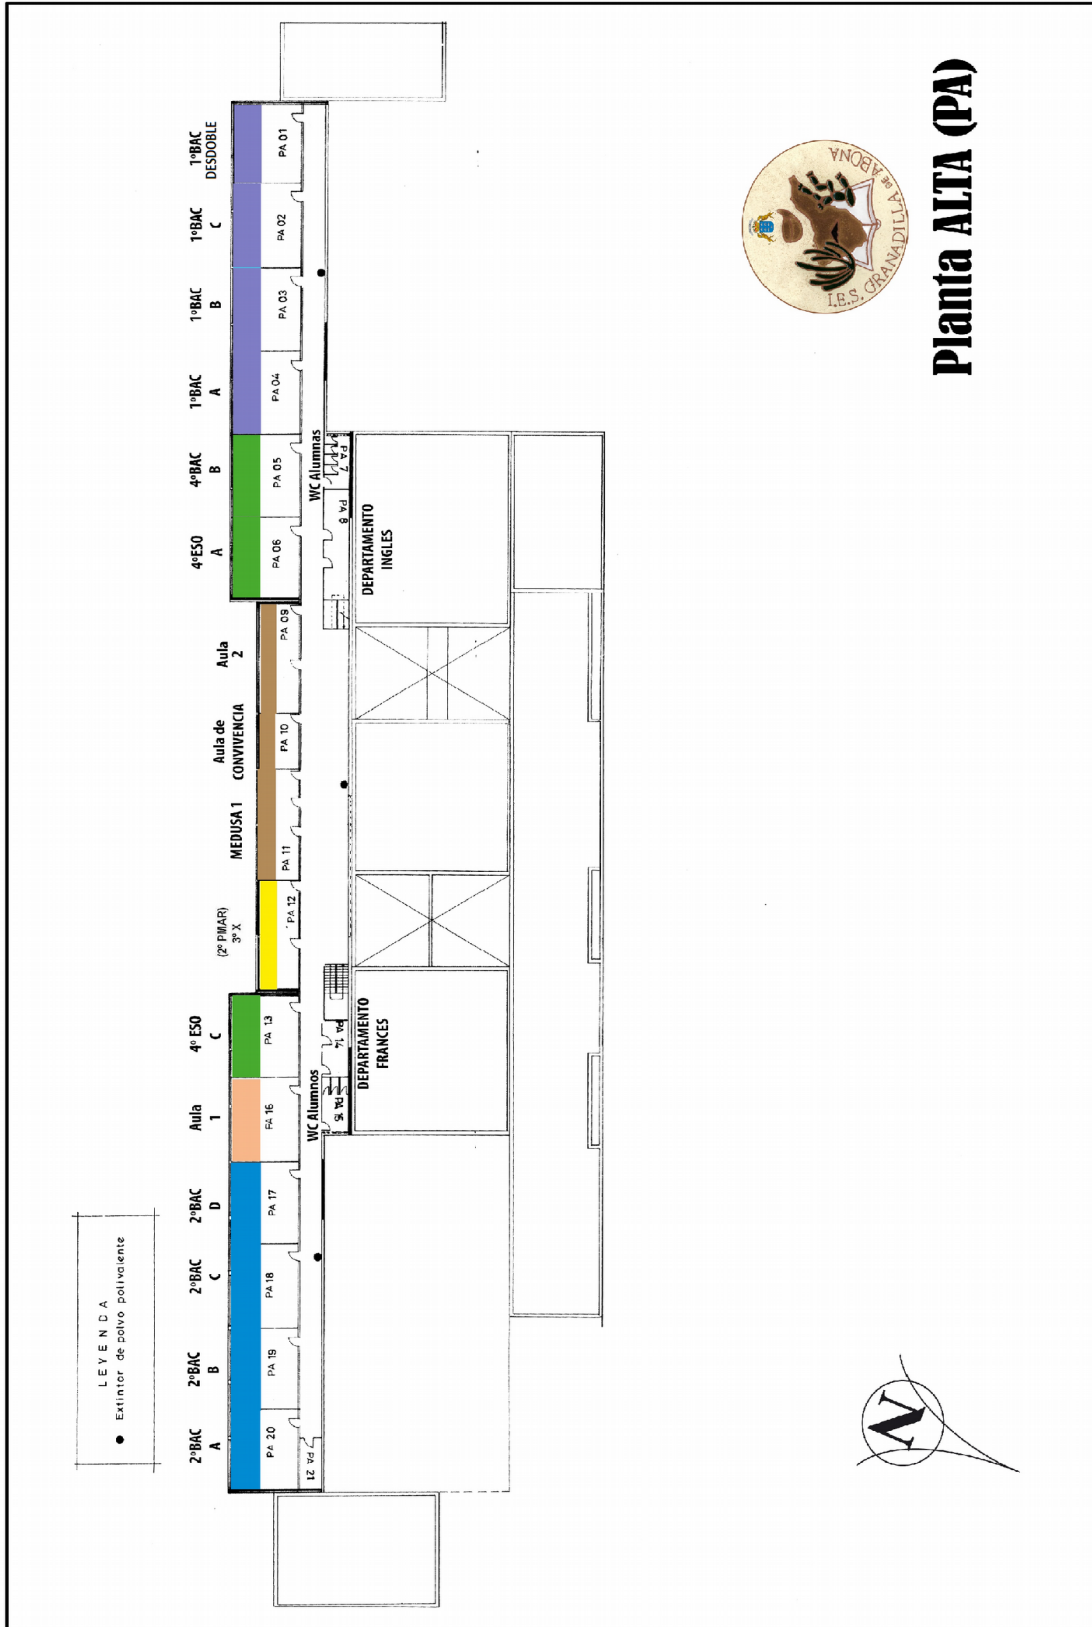 Planta ALTA (PA)
I.E.S. GRANADILLA DE ABONA
1ºBAC
DESDOBLE
PA 01
1ºBAC
C
PA 02
1ºBAC
B
PA 03
1ºBAC
A
PA 04
4ºBAC
B
PA 05
4ºESO
A
PA 06
WC Alumnas
PA 7
PA 8
DEPARTAMENTO
INGLES
Aula
2
PA 09
Aula de
CONVIVENCIA
PA 10
MEDUSA 1
PA 11
(2º PMAR)
3º X
PA 12
4º ESO
C
PA 13
PA 14
DEPARTAMENTO
FRANCES
WC Alumnos
PA 15
Aula
1
PA 16
2ºBAC
D
PA 17
2ºBAC
C
PA 18
2ºBAC
B
PA 19
2ºBAC
A
PA 20
PA 21
LEYENDA
Extintor de polvo polivalente
N